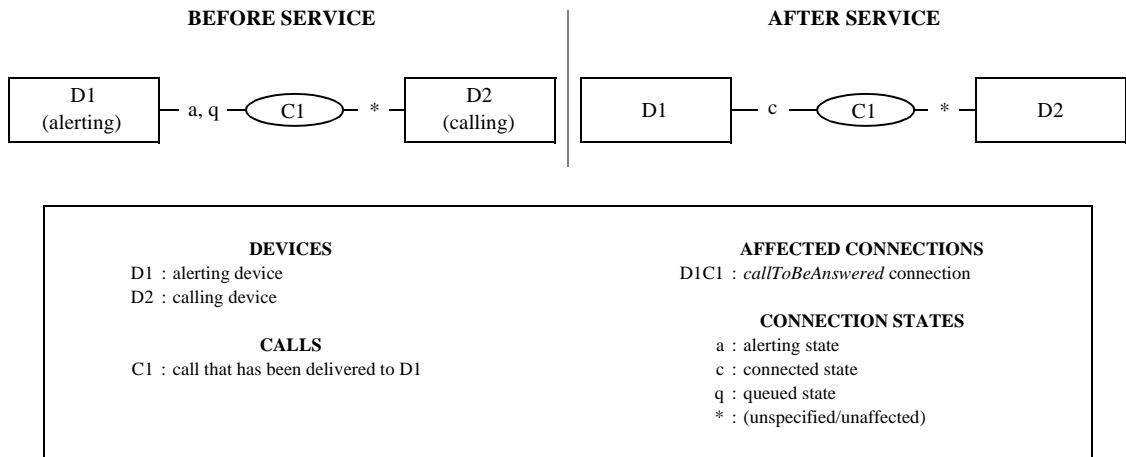 BEFORE SERVICE
AFTER SERVICE
D1
(alerting)
a, q
C1
*
D2
(calling)
D1
c
C1
*
D2
DEVICES
D1 : alerting device
D2 : calling device
CALLS
C1 : call that has been delivered to D1
AFFECTED CONNECTIONS
D1C1 : callToBeAnswered connection
CONNECTION STATES
a : alerting state
c : connected state
q : queued state
* : (unspecified/unaffected)